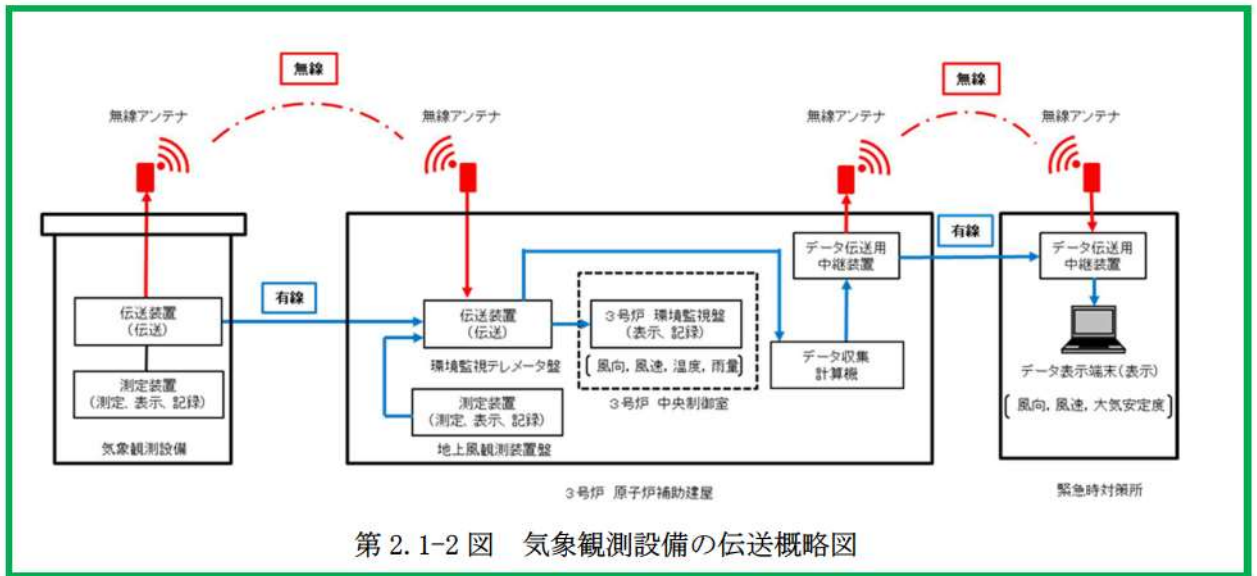 無線
無線
無線アンテナ
無線アンテナ
無線アンテナ
無線アンテナ
伝送装置
(伝送)
測定装置
(測定、表示、記録)
気象観測設備
有線
伝送装置
(伝送)
環境監視テレメータ盤
測定装置
(測定、表示、記録)
地上風観測装置盤
3号炉 環境監視盤
(表示、記録)
〔風向, 風速, 温度, 雨量〕
3号炉 中央制御室
データ伝送用
中継装置
データ収集
計算機
3号炉 原子炉補助建屋
有線
データ伝送用
中継装置
データ表示端末(表示)
〔風向, 風速, 大気安定度〕
緊急時対策所
第 2.1-2 図 気象観測設備の伝送概略図